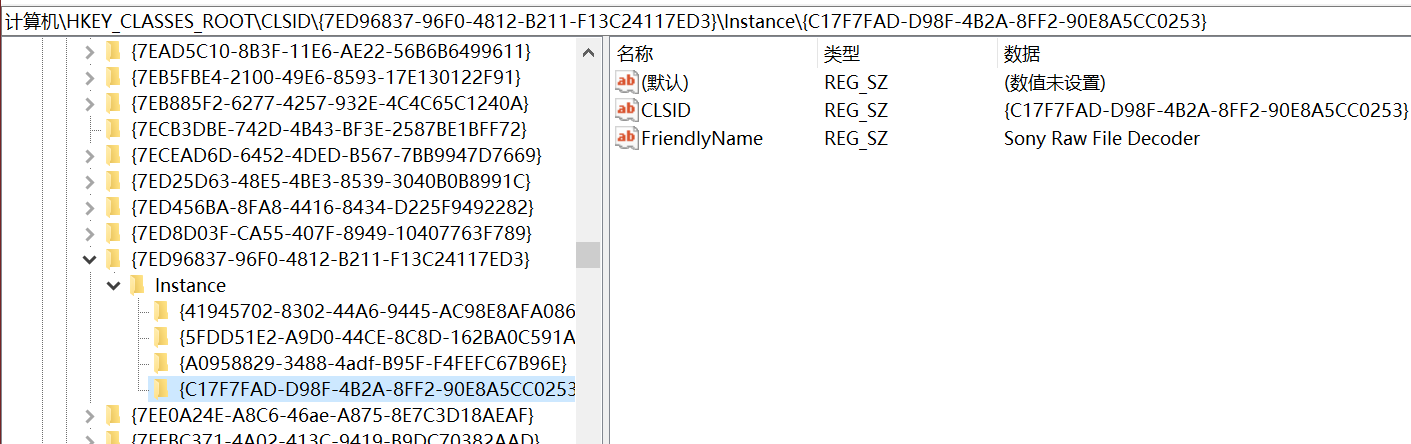 计算机\HKEY_CLASSES_ROOT\CLSID\{7ED96837-96F0-4812-B211-F13C24117ED3}\Instance\{C17F7FAD-D98F-4B2A-8FF2-90E8A5CC0253}
{7EAD5C10-8B3F-11E6-AE22-56B6B6499611}
{7EB5FBE4-2100-49E6-8593-17E130122F91}
{7EB885F2-6277-4257-932E-4C4C65C1240A}
{7ECB3DBE-742D-4B43-BF3E-2587BE1BFF72}
{7ECEAD6D-6452-4DED-B567-7BB9947D7669}
{7ED25D63-48E5-4BE3-8539-3040B0B8991C}
{7ED456BA-8FA8-4416-8434-D225F9492282}
{7ED8D03F-CA55-407F-8949-10407763F789}
{7ED96837-96F0-4812-B211-F13C24117ED3}
Instance
{41945702-8302-44A6-9445-AC98E8AFA086
{5FDD51E2-A9D0-44CE-8C8D-162BA0C591A
{A0958829-3488-4adf-B95F-F4FEFC67B96E}
{C17F7FAD-D98F-4B2A-8FF2-90E8A5CC0253
{7EE0A24E-A8C6-46ae-A875-8E7C3D18AEAF}
{7EFBC371-4A02-413C-9419-B9DC70382AAD}
名称 类型 数据
(默认) REG_SZ (数值未设置)
CLSID REG_SZ {C17F7FAD-D98F-4B2A-8FF2-90E8A5CC0253}
FriendlyName REG_SZ Sony Raw File Decoder